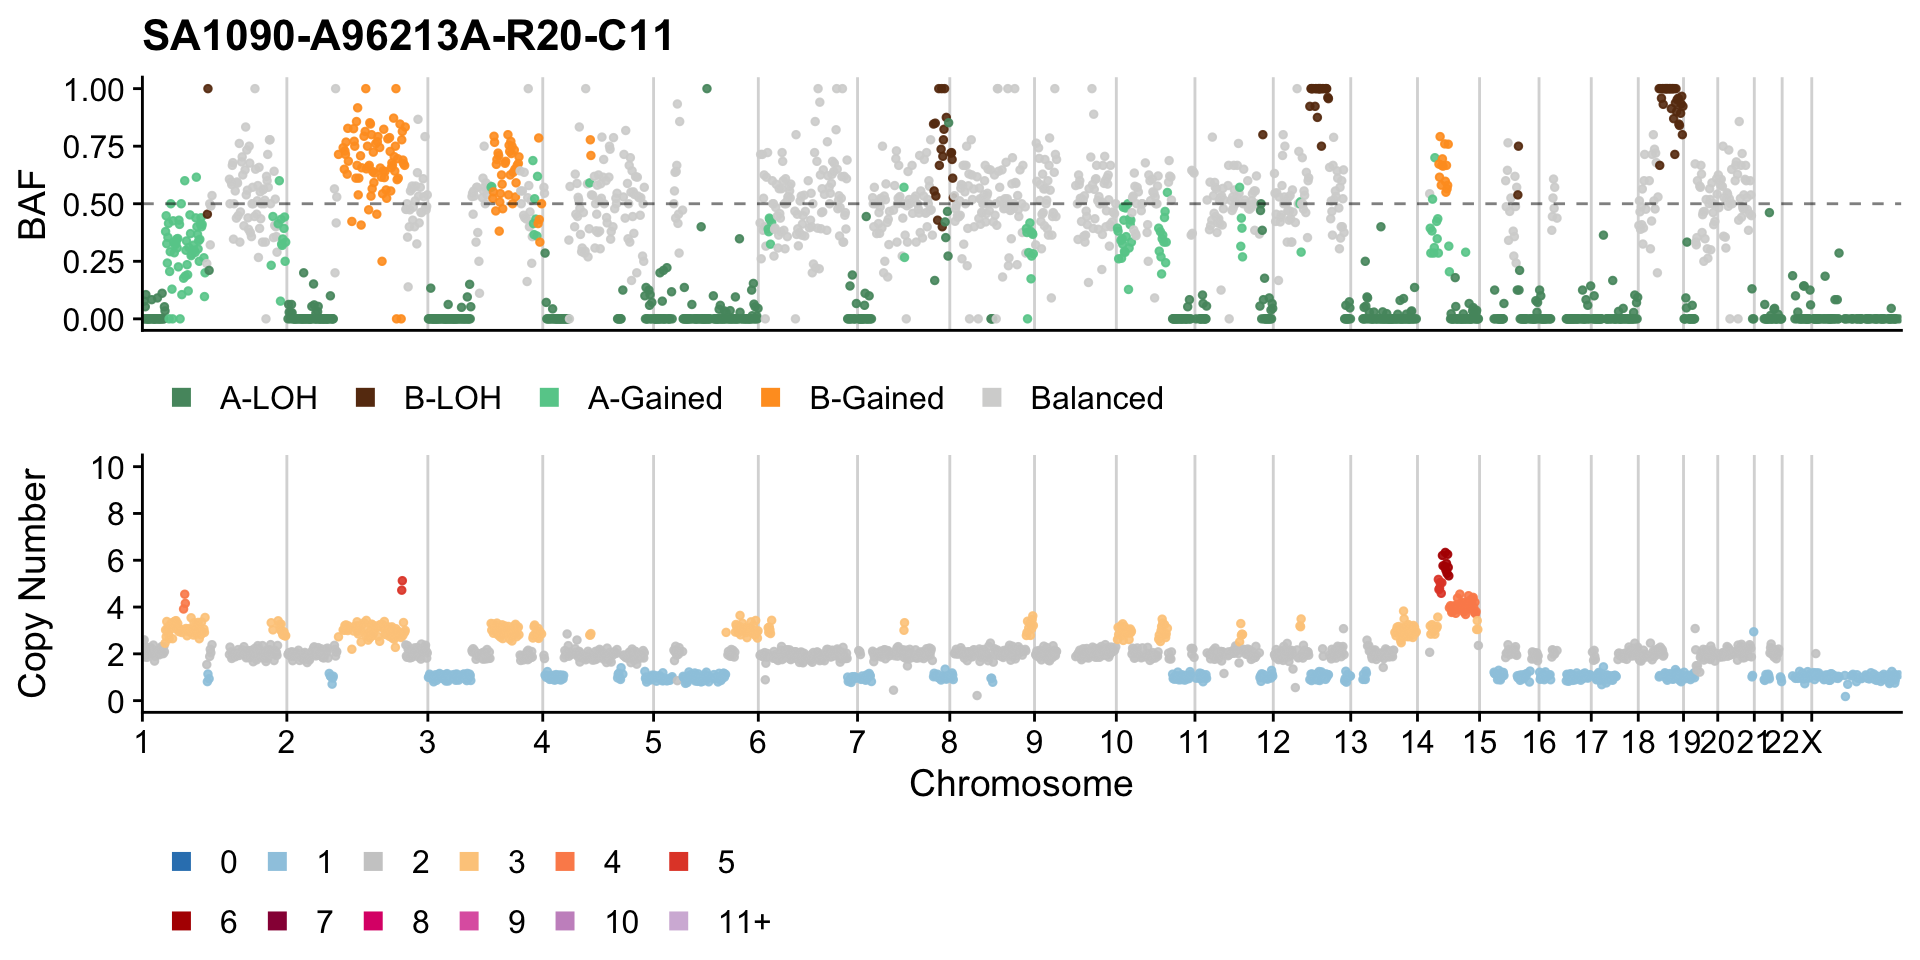 SA1090-A96213A-R20-C11
BAF
1.00
0.75
0.50
0.25
0.00
A-LOH B-LOH A-Gained B-Gained Balanced
Copy Number
10
8
6
4
2
0
1 2 3 4 5 6 7 8 9 10 11 12 13 14 15 16 17 18 19 20 21 22 X
Chromosome
0 1 2 3 4 5
6 7 8 9 10 11+